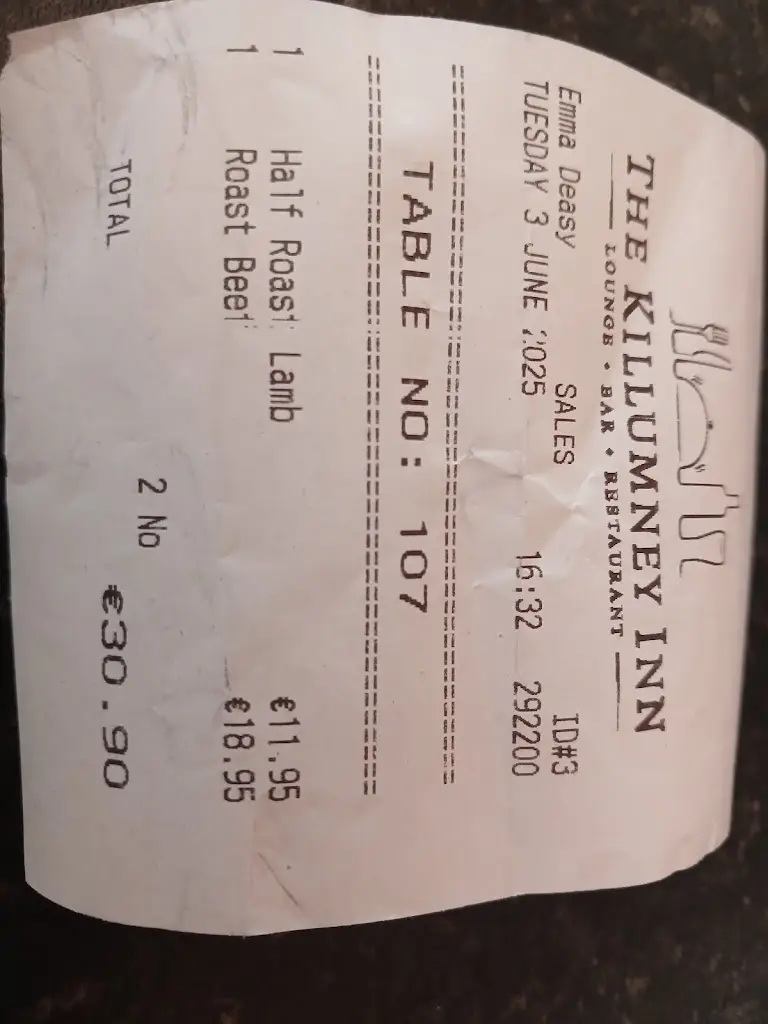 THE KILLUMNEY INN
LOUNGE • BAR • RESTAURANT
Emma Deasy SALES ID#3
TUESDAY 3 JUNE 2025 16:32 292200
TABLE NO: 107
1 Half Roast Lamb €11.95
1 Roast Beef €18.95
2 No
TOTAL €30.90